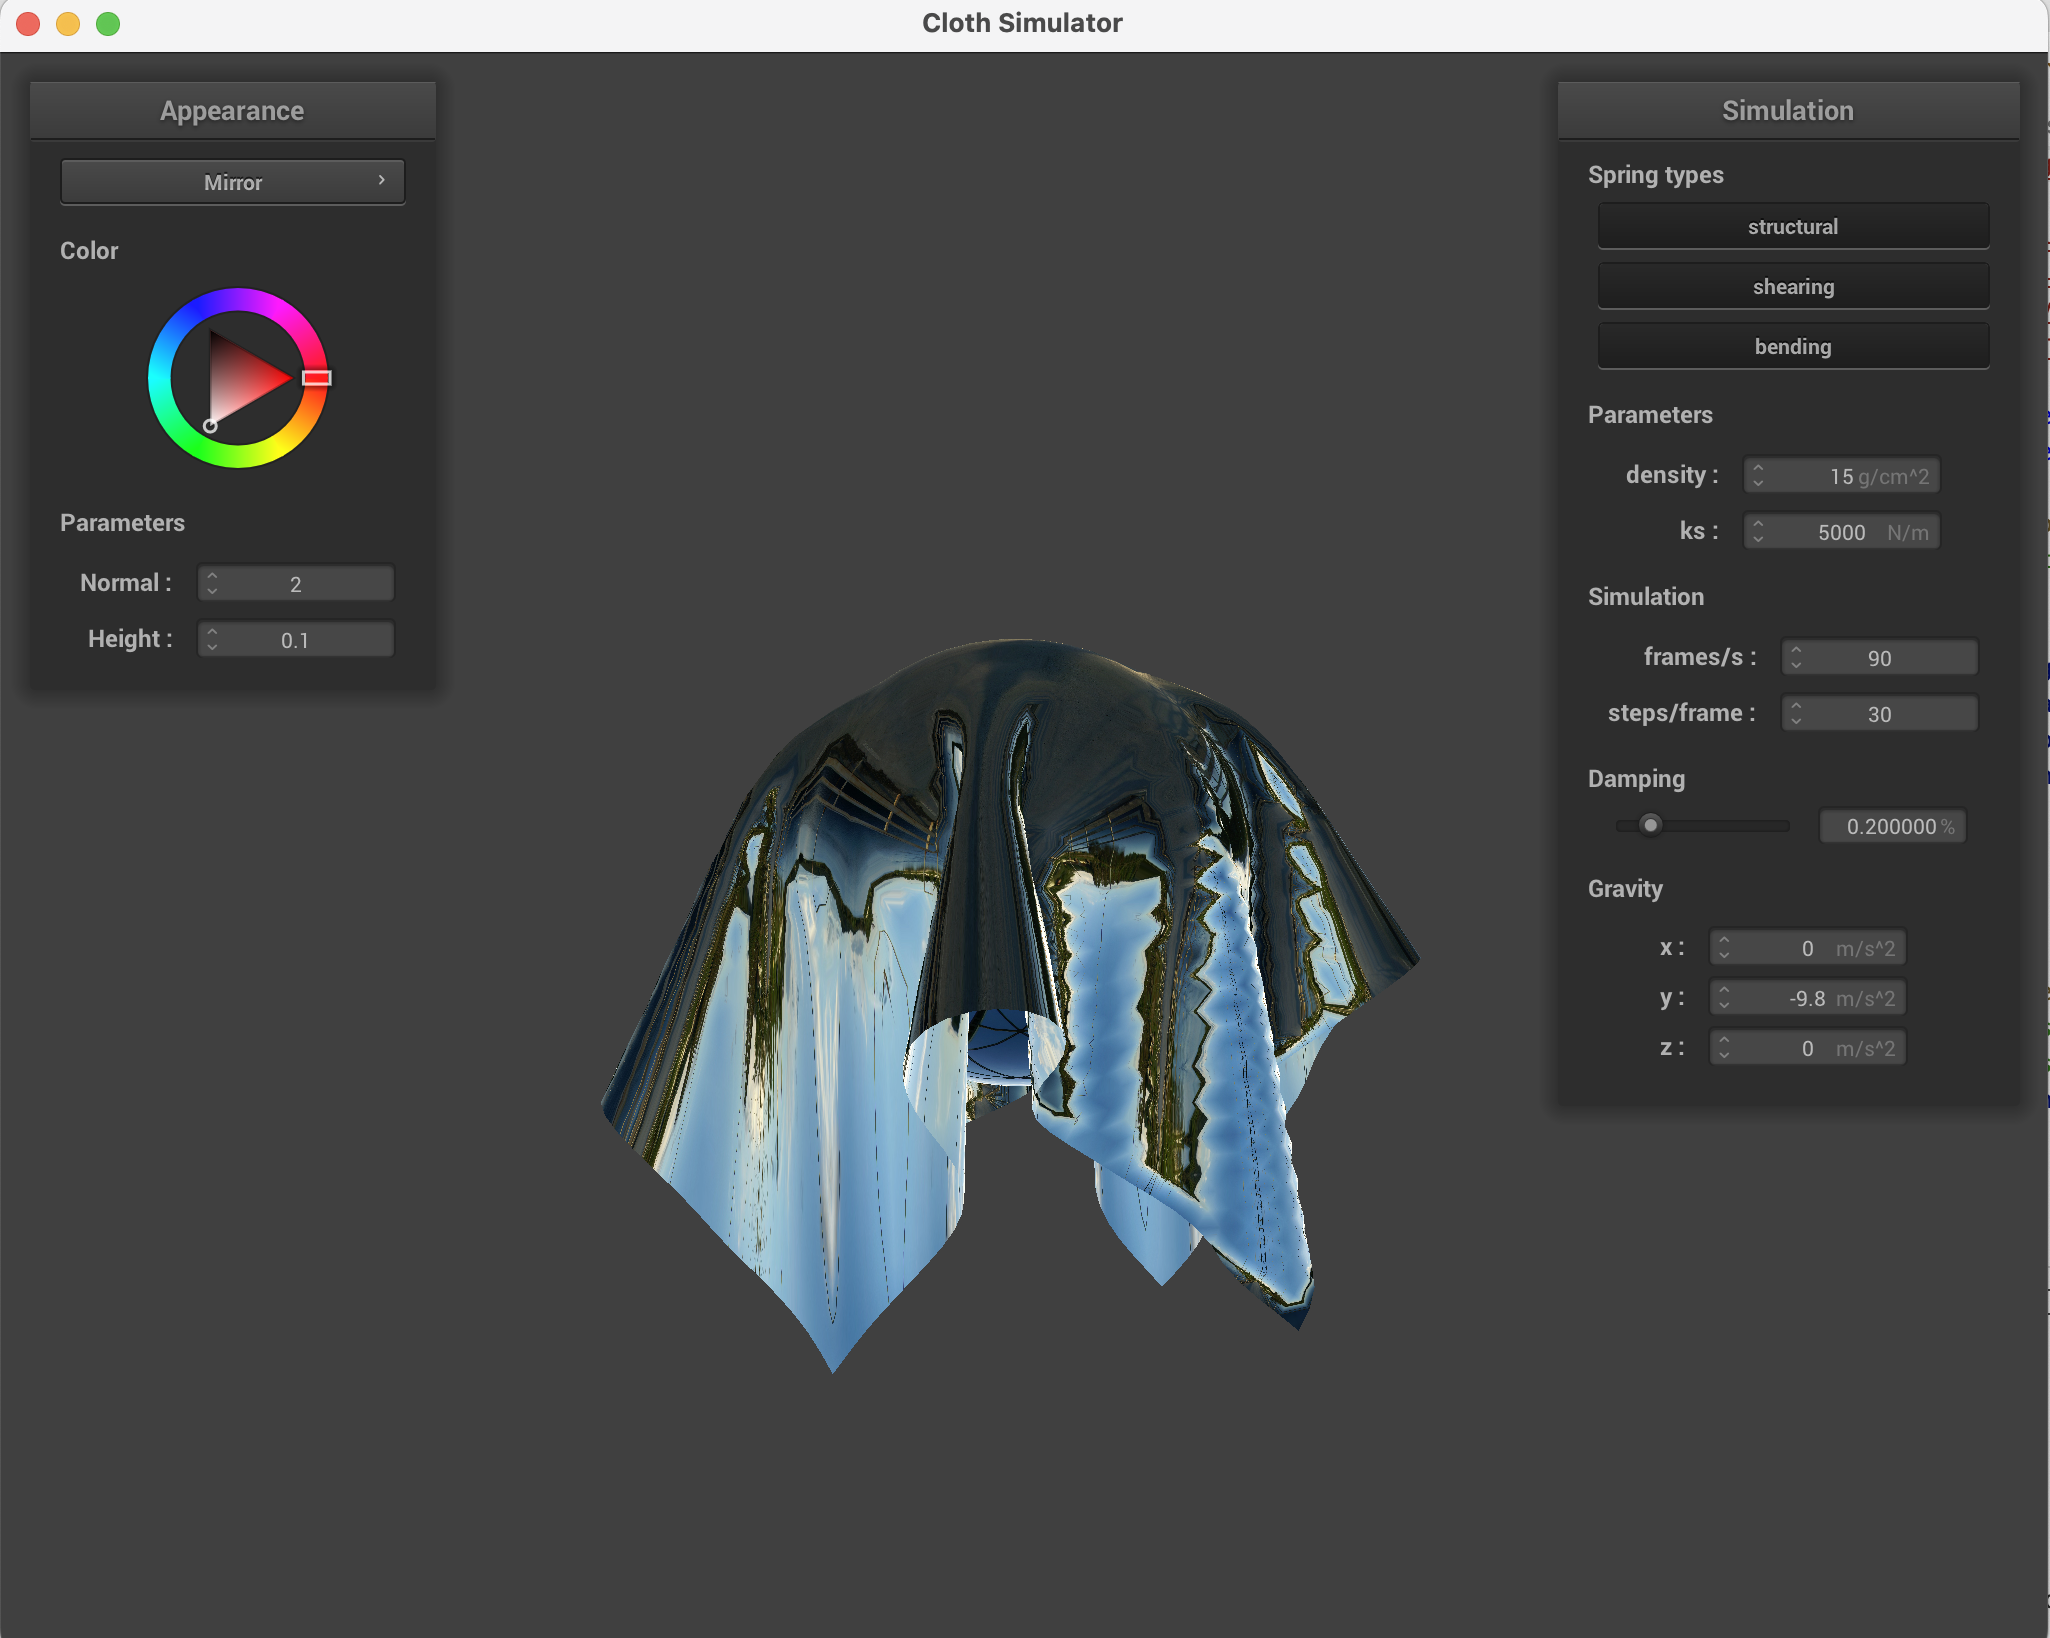 Cloth Simulator
Appearance
Mirror
Color
Parameters
Normal : 2
Height : 0.1
Simulation
Spring types
structural
shearing
bending
Parameters
density : 15 g/cm^2
ks : 5000 N/m
Simulation
frames/s : 90
steps/frame : 30
Damping
0.200000 %
Gravity
x : 0 m/s^2
y : -9.8 m/s^2
z : 0 m/s^2